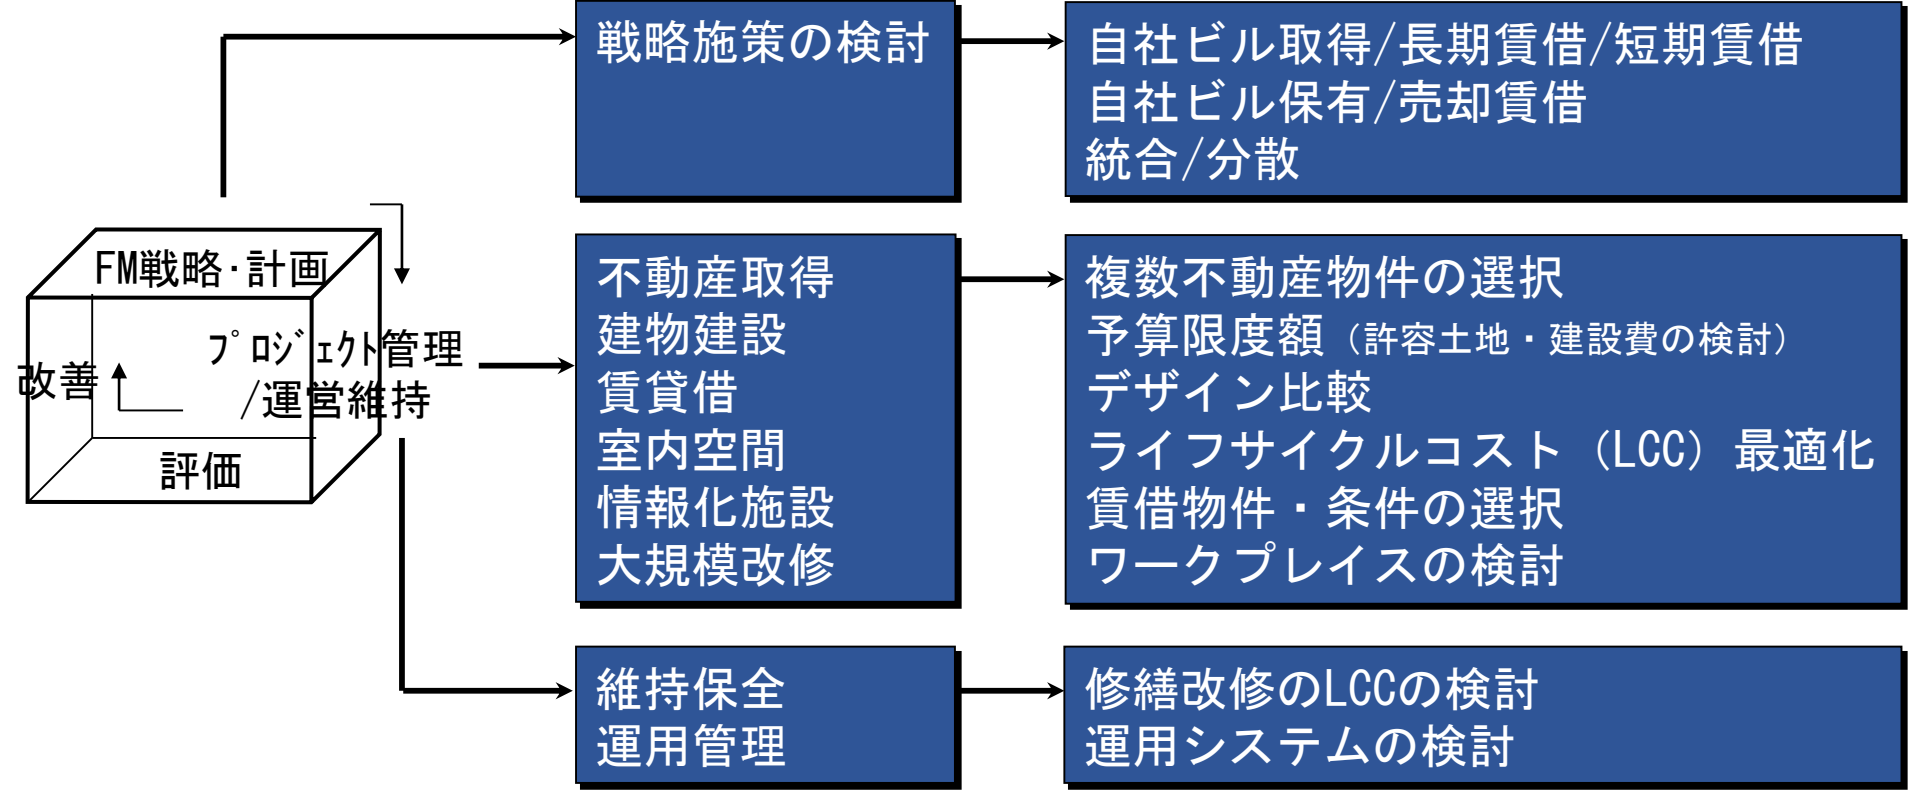 戦略施策の検討
自社ビル取得/長期賃借/短期賃借
自社ビル保有/売却賃借
統合/分散
FM戦略･計画
ﾌﾟﾛｼﾞｪｸﾄ管理
/運営維持
改善
評価
不動産取得
建物建設
賃貸借
室内空間
情報化施設
大規模改修
複数不動産物件の選択
予算限度額（許容土地・建設費の検討）
デザイン比較
ライフサイクルコスト（LCC）最適化
賃借物件・条件の選択
ワークプレイスの検討
維持保全
運用管理
修繕改修のLCCの検討
運用システムの検討